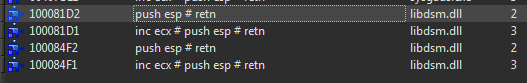 100081D2 push esp # retn libdsm.dll 2
100081D1 inc ecx # push esp # retn libdsm.dll 3
100084F2 push esp # retn libdsm.dll 2
100084F1 inc ecx # push esp # retn libdsm.dll 3